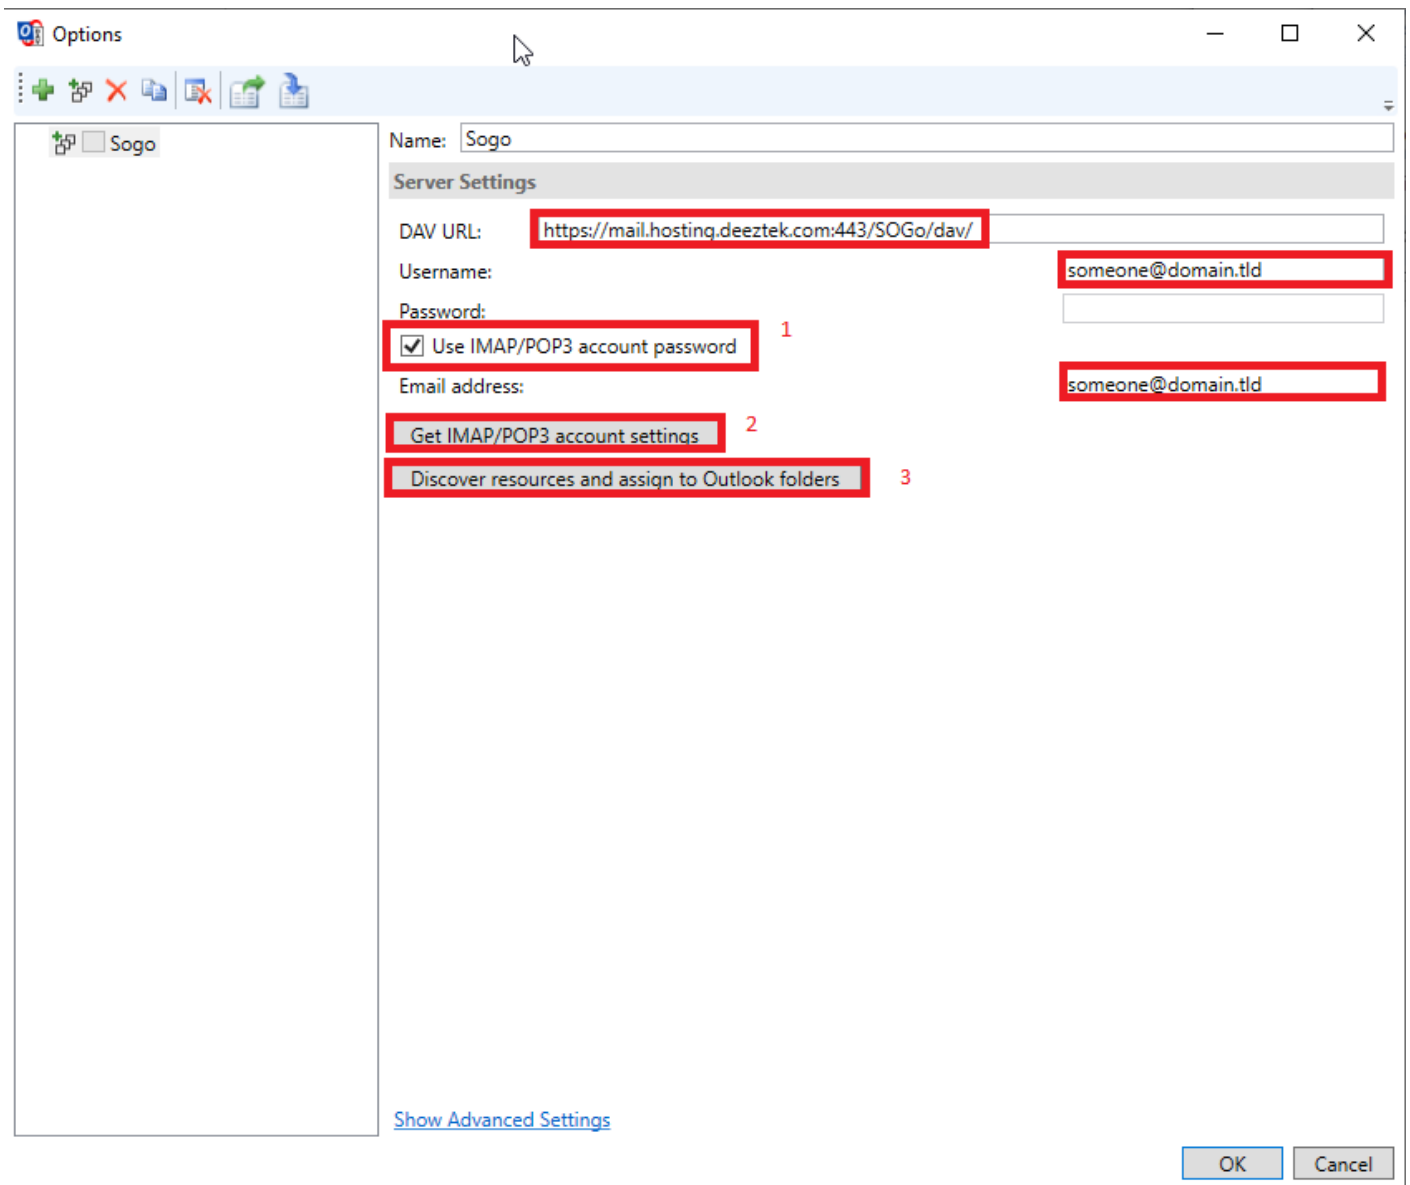 Options
Sogo
Name: Sogo
Server Settings
DAV URL: https://mail.hosting.deeztek.com:443/SOGo/dav/
Username: someone@domain.tld
Password:
Use IMAP/POP3 account password 1
Email address: someone@domain.tld
Get IMAP/POP3 account settings 2
Discover resources and assign to Outlook folders 3
Show Advanced Settings
OK Cancel